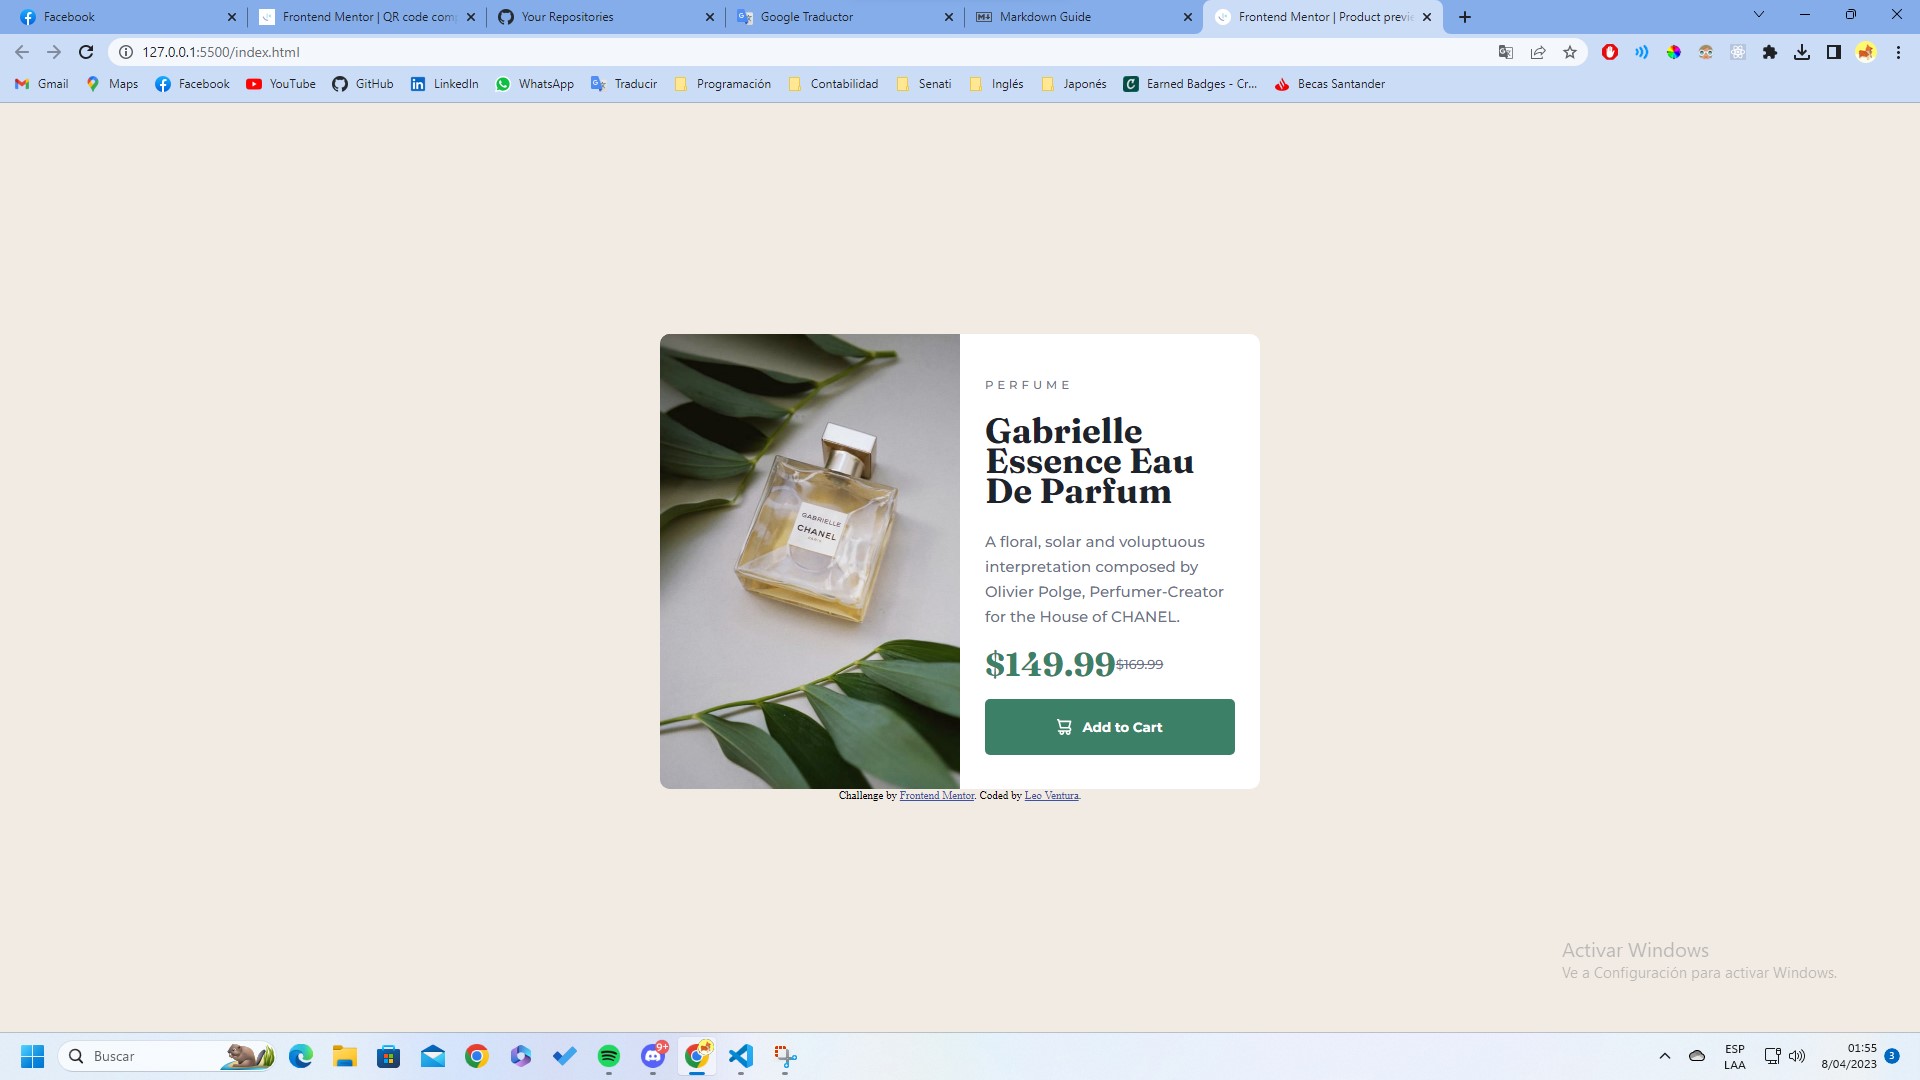 Facebook
Frontend Mentor | QR code com
Your Repositories
Google Traductor
Markdown Guide
Frontend Mentor | Product previe
127.0.0.1:5500/index.html
Gmail
Maps
Facebook
YouTube
GitHub
LinkedIn
WhatsApp
Traducir
Programación
Contabilidad
Senati
Inglés
Japonés
Earned Badges - Cr...
Becas Santander
GABRIELLE
CHANEL
PARIS
PERFUME
Gabrielle
Essence Eau
De Parfum
A floral, solar and voluptuous
interpretation composed by
Olivier Polge, Perfumer-Creator
for the House of CHANEL.
$149.99 $169.99
Add to Cart
Challenge by Frontend Mentor. Coded by Leo Ventura.
Activar Windows
Ve a Configuración para activar Windows.
Buscar
9+
ESP
LAA
01:55
8/04/2023
3